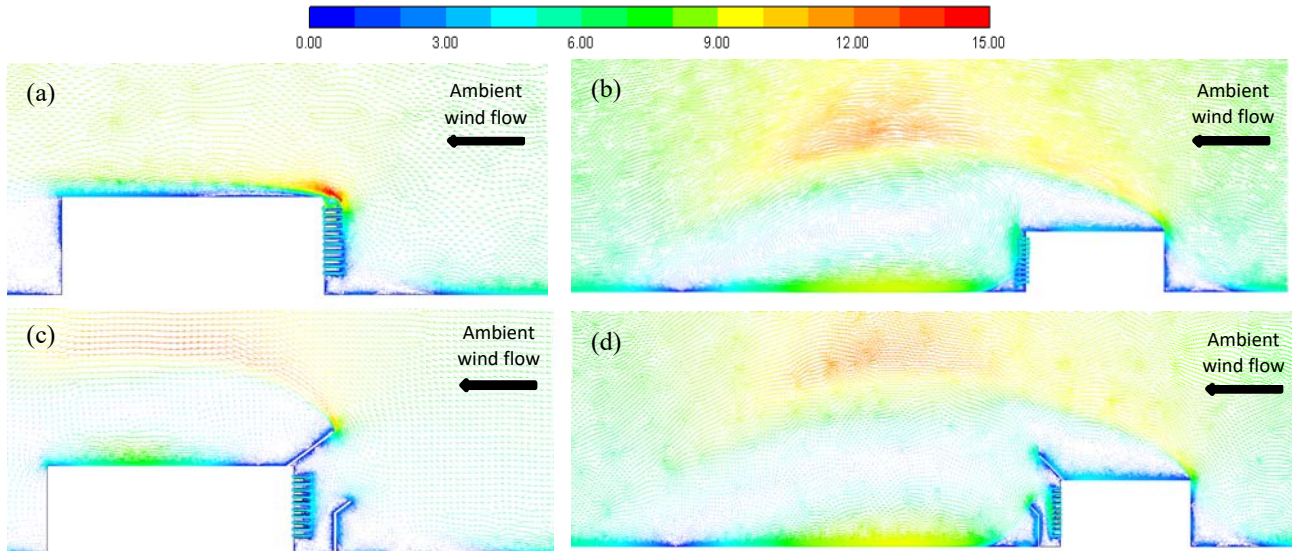 0.00 3.00 6.00 9.00 12.00 15.00
(a)
Ambient
wind flow
(b)
Ambient
wind flow
(c)
Ambient
wind flow
(d)
Ambient
wind flow